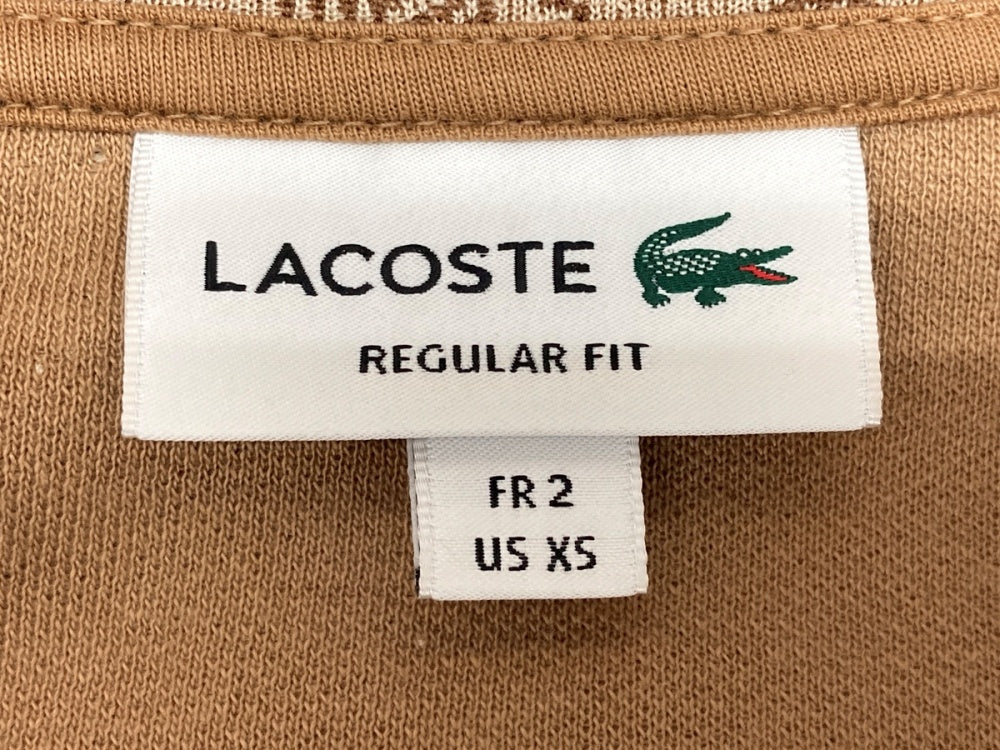 LACOSTE
REGULAR FIT
FR 2
US XS